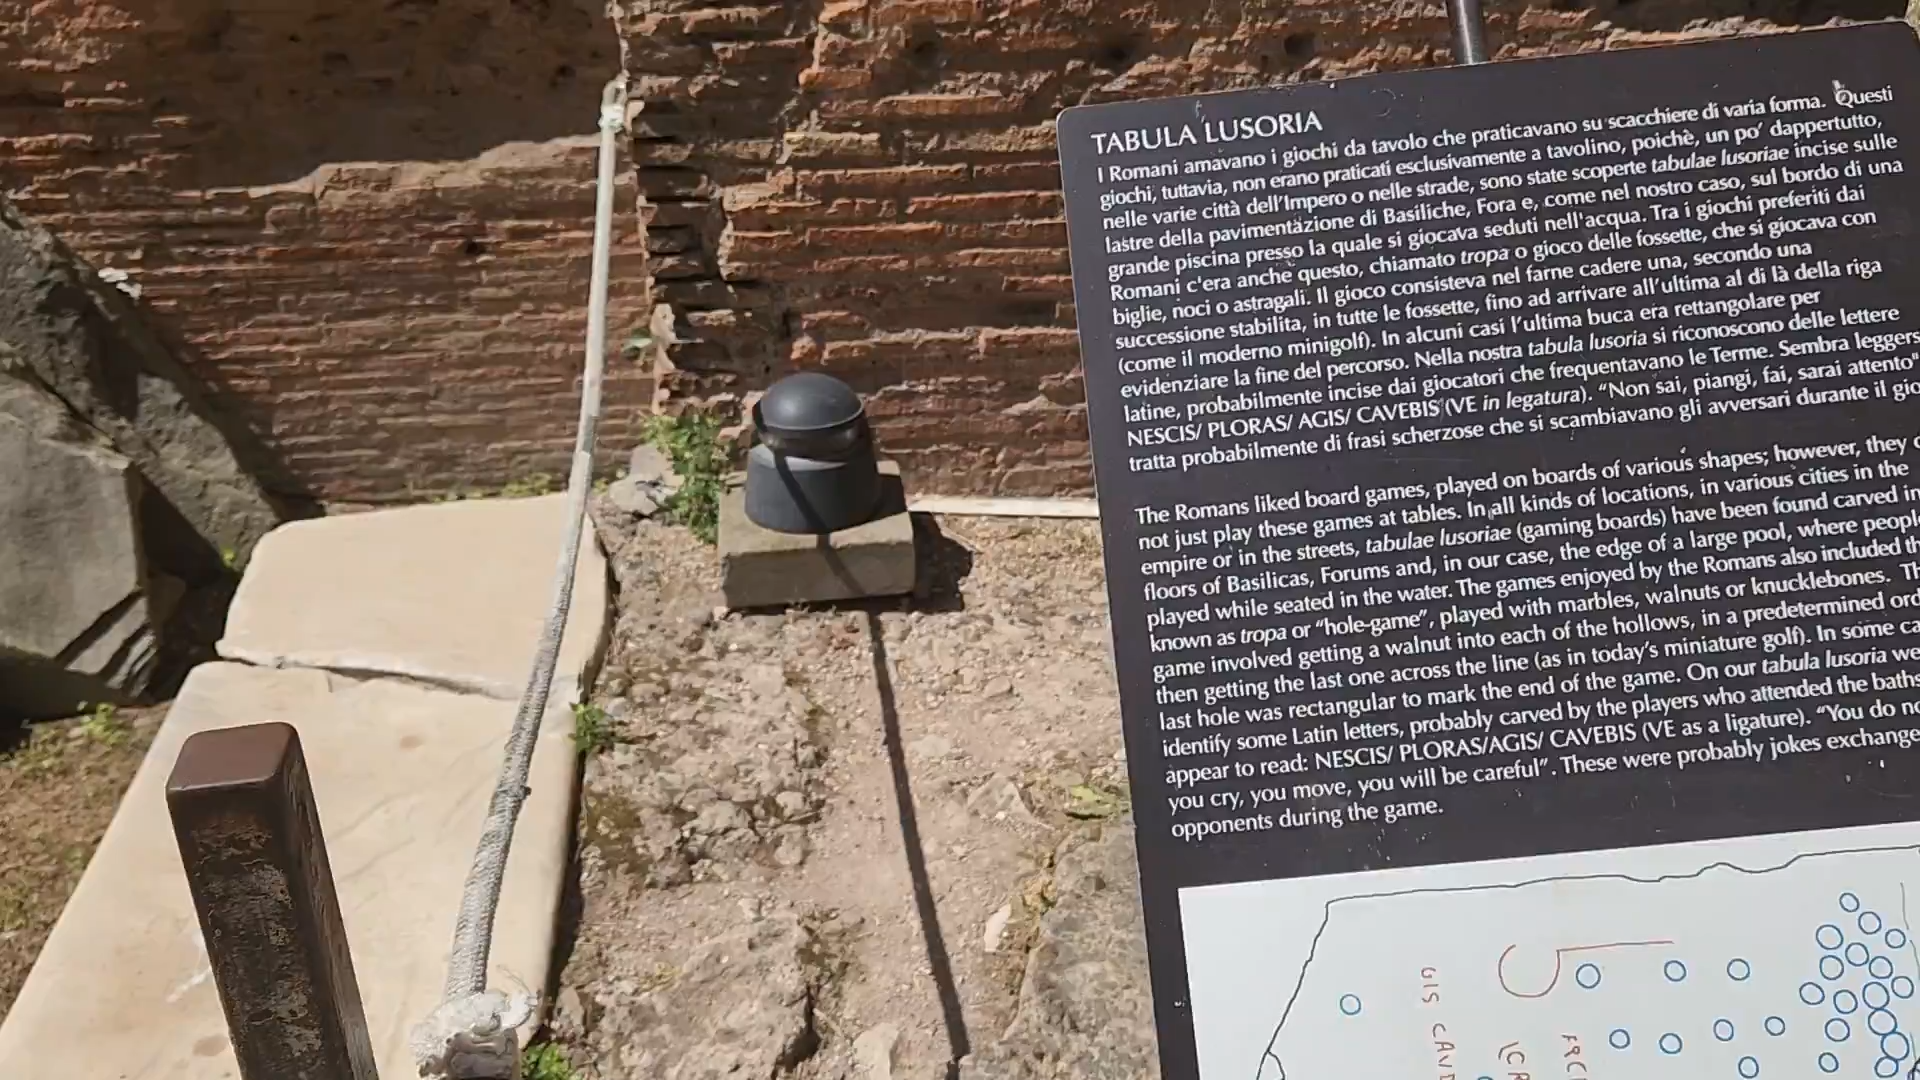 TABULA LUSORIA
I Romani amavano i giochi da tavolo che praticavano su scacchiere di varia forma. Questi
giochi, tuttavia, non erano praticati esclusivamente a tavolino, poichè, un po' dappertutto,
nelle varie città dell'Impero o nelle strade, sono state scoperte tabulae lusoriae incise sulle
lastre della pavimentazione di Basiliche, Fora e, come nel nostro caso, sul bordo di una
grande piscina presso la quale si giocava seduti nell'acqua. Tra i giochi preferiti dai
Romani c'era anche questo, chiamato tropa o gioco delle fossette, che si giocava con
biglie, noci o astragali. Il gioco consisteva nel farne cadere una, secondo una
successione stabilita, in tutte le fossette, fino ad arrivare all'ultima al di là della riga
(come il moderno minigolf). In alcuni casi l'ultima buca era rettangolare per
evidenziare la fine del percorso. Nella nostra tabula lusoria si riconoscono delle lettere
latine, probabilmente incise dai giocatori che frequentavano le Terme. Sembra leggers
NESCIS/ PLORAS/ AGIS/ CAVEBIS (VE in legatura). "Non sai, piangi, fai, sarai attento"
tratta probabilmente di frasi scherzose che si scambiavano gli avversari durante il gio
The Romans liked board games, played on boards of various shapes; however, they
not just play these games at tables. In all kinds of locations, in various cities in the
empire or in the streets, tabulae lusoriae (gaming boards) have been found carved in
floors of Basilicas, Forums and, in our case, the edge of a large pool, where people
played while seated in the water. The games enjoyed by the Romans also included th
known as tropa or "hole-game", played with marbles, walnuts or knucklebones. Th
game involved getting a walnut into each of the hollows, in a predetermined ord
then getting the last one across the line (as in today's miniature golf). In some ca
last hole was rectangular to mark the end of the game. On our tabula lusoria we
identify some Latin letters, probably carved by the players who attended the baths
appear to read: NESCIS/ PLORAS/AGIS/ CAVEBIS (VE as a ligature). "You do no
you cry, you move, you will be careful". These were probably jokes exchange
opponents during the game.
GIS CAV